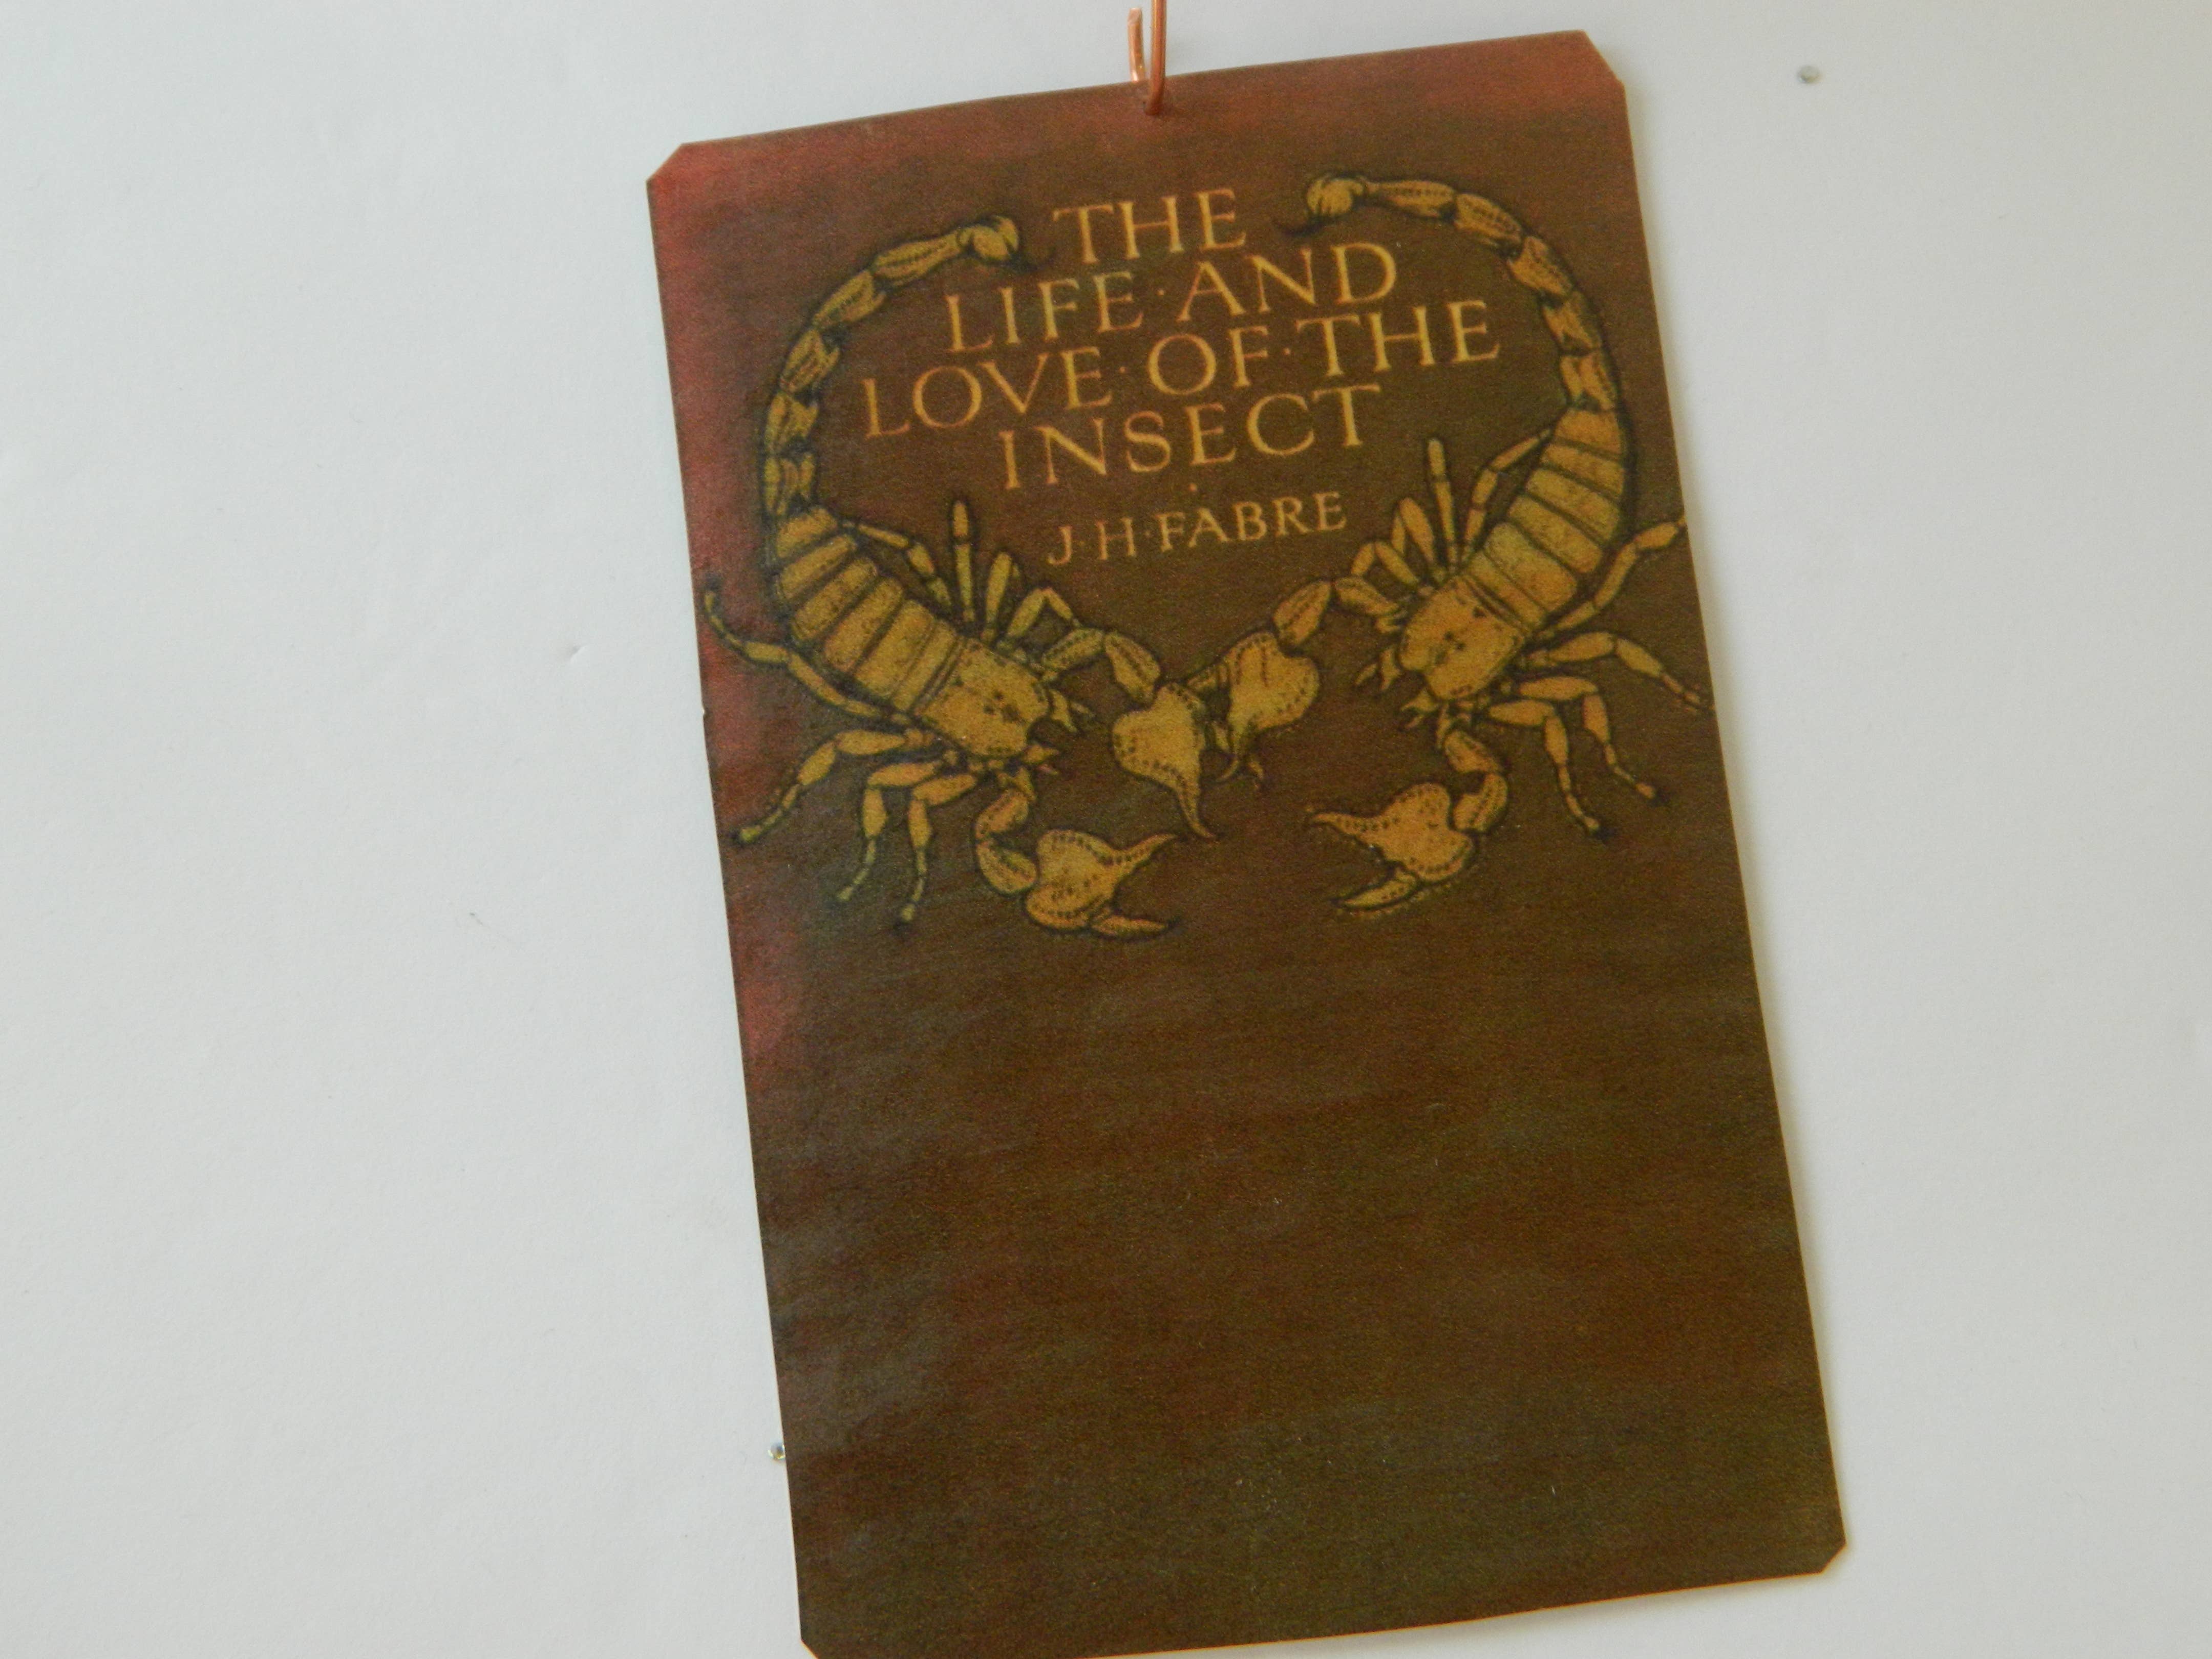 THE
LIFE·AND
LOVE·OF·THE
INSECT
·
J·H·FABRE